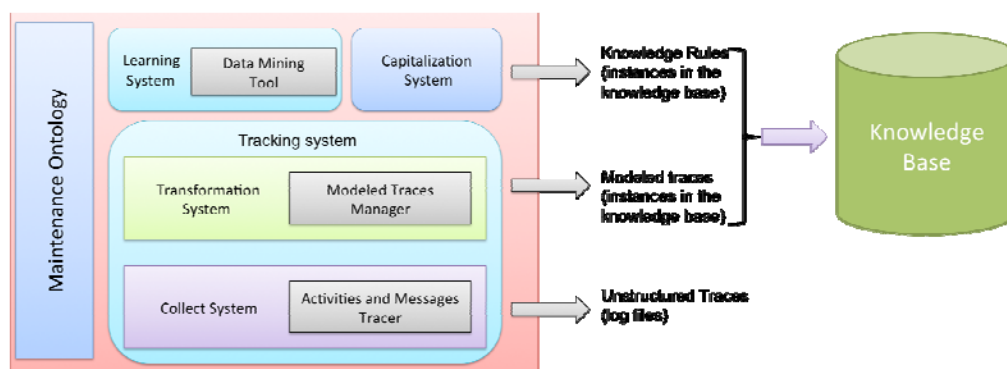 Maintenance Ontology
Learning
System
Data Mining
Tool
Capitalization
System
Knowledge Rules
(instances in the
knowledge base)
Knowledge
Base
Tracking system
Transformation
System
Modeled Traces
Manager
Modeled traces
(instances in the
knowledge base)
Collect System
Activities and Messages
Tracer
Unstructured Traces
(log files)